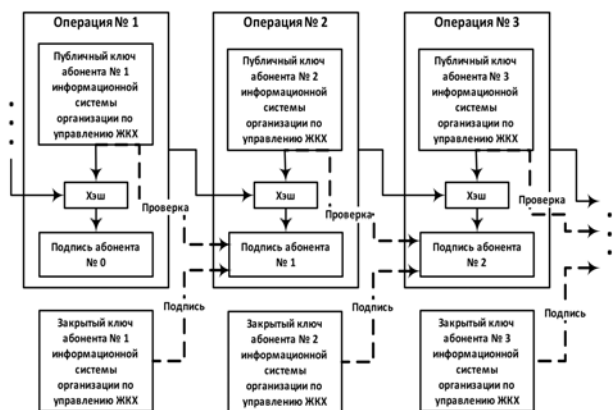 Операция № 1
Публичный ключ
абонента № 1
информационной
системы
организации по
управлению ЖКХ
Хэш
Проверка
Подпись абонента
№ 0
Подпись
Закрытый ключ
абонента № 1
информационной
системы
организации по
управлению ЖКХ
Операция № 2
Публичный ключ
абонента № 2
информационной
системы
организации по
управлению ЖКХ
Хэш
Проверка
Подпись абонента
№ 1
Подпись
Закрытый ключ
абонента № 2
информационной
системы
организации по
управлению ЖКХ
Операция № 3
Публичный ключ
абонента № 3
информационной
системы
организации по
управлению ЖКХ
Хэш
Проверка
Подпись абонента
№ 2
Подпись
Закрытый ключ
абонента № 3
информационной
системы
организации по
управлению ЖКХ